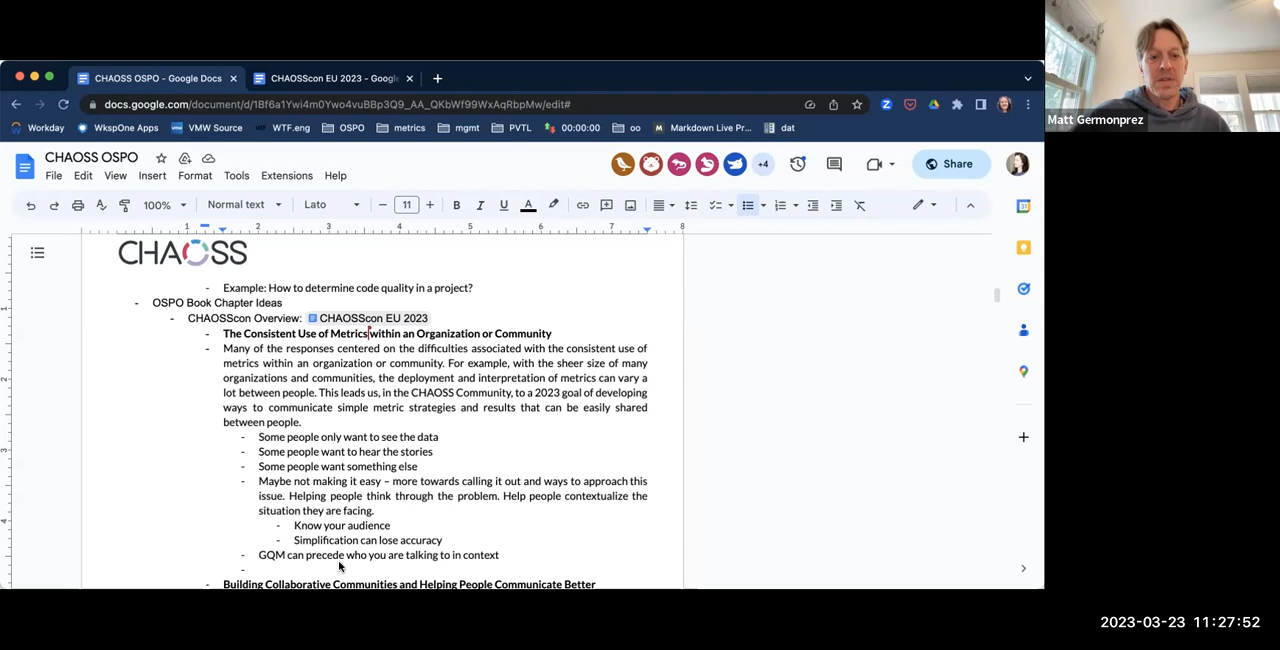 CHAOSS OSPO - Google Docs
CHAOSScon EU 2023 - Googl
docs.google.com/document/d/1Bf6a1Ywi4m0Ywo4vuBBp3Q9_AA_QKbWf99WxAqRbpMw/edit#
Workday WkspOne Apps VMW Source WTF.eng OSPO metrics mgmt PVTL 00:00:00 oo Markdown Live Pr... dat
CHAOSS OSPO
+4
Share
File Edit View Insert Format Tools Extensions Help
100% Normal text Lato - 11 + B I U A
1 2 3 4 5 6 7 8
CHAOSS
- Example: How to determine code quality in a project?
- OSPO Book Chapter Ideas
- CHAOSScon Overview: CHAOSScon EU 2023
- The Consistent Use of Metrics within an Organization or Community
- Many of the responses centered on the difficulties associated with the consistent use of
metrics within an organization or community. For example, with the sheer size of many
organizations and communities, the deployment and interpretation of metrics can vary a
lot between people. This leads us, in the CHAOSS Community, to a 2023 goal of developing
ways to communicate simple metric strategies and results that can be easily shared
between people.
- Some people only want to see the data
- Some people want to hear the stories
- Some people want something else
- Maybe not making it easy – more towards calling it out and ways to approach this
issue. Helping people think through the problem. Help people contextualize the
situation they are facing.
- Know your audience
- Simplification can lose accuracy
- GQM can precede who you are talking to in context
-
- Building Collaborative Communities and Helping People Communicate Better
Matt Germonprez
2023-03-23 11:27:52